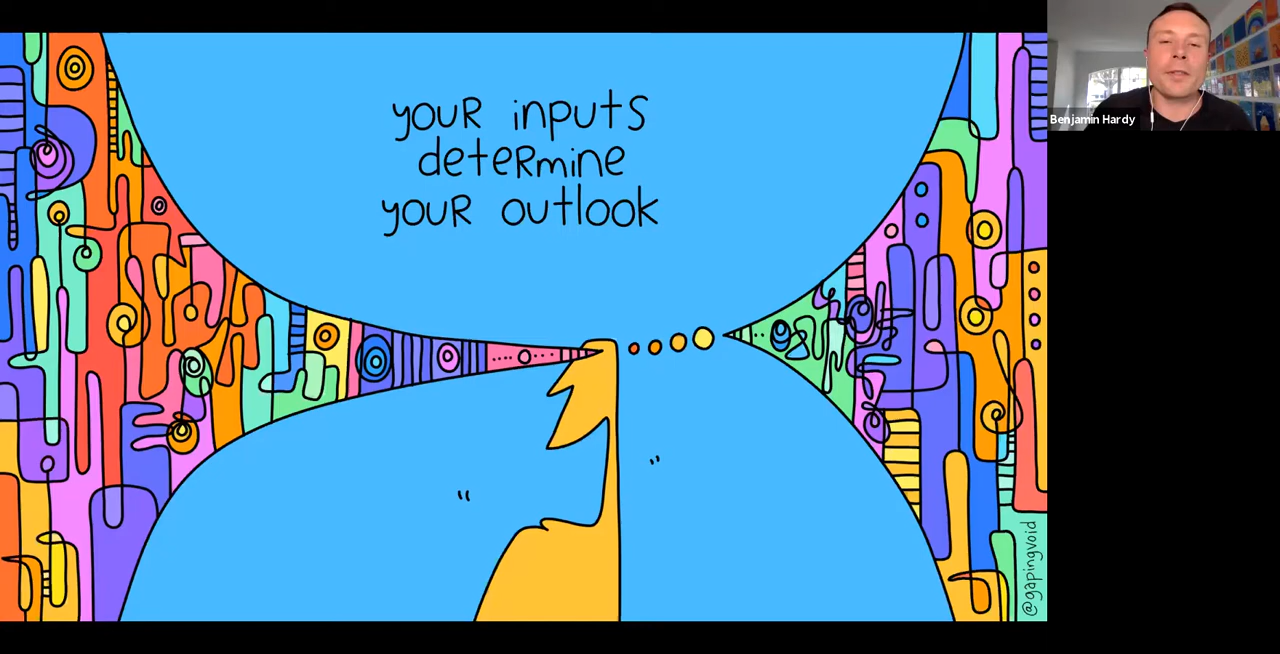 youR inputs
deteRmine
youR outlook
Benjamin Hardy
@gapingvoid